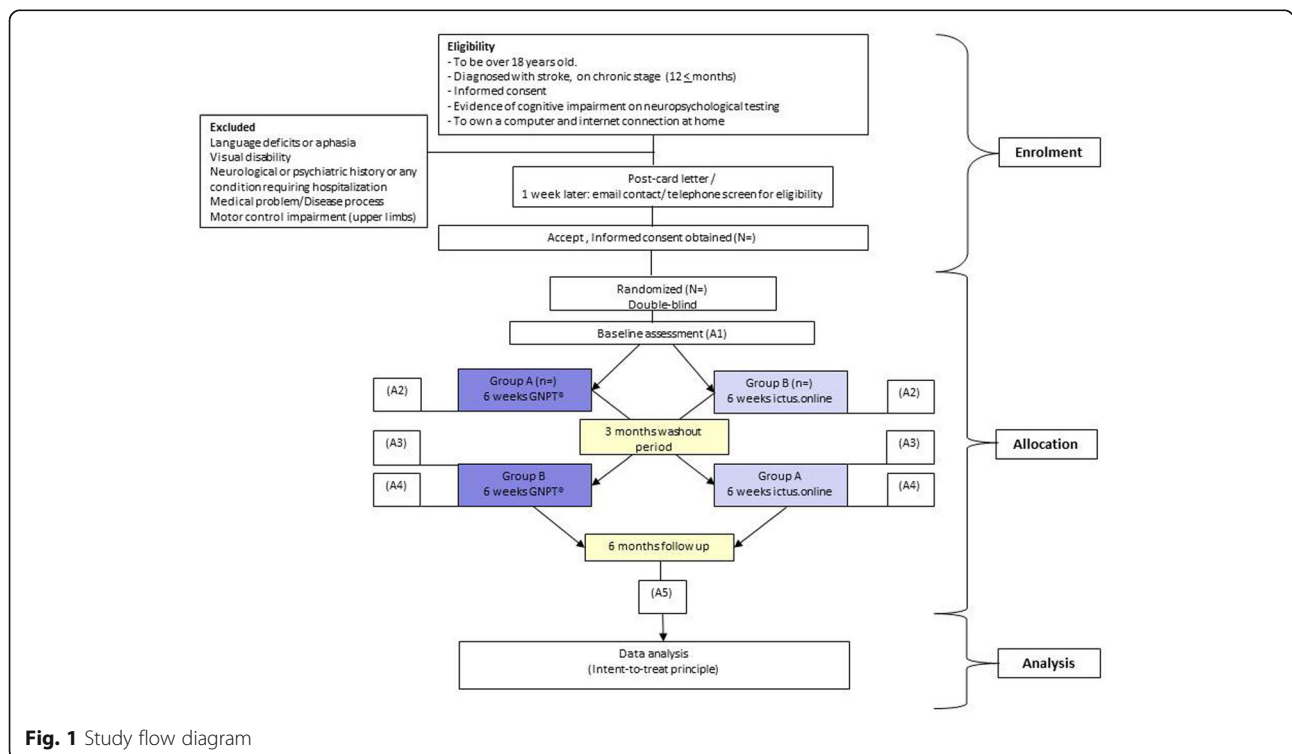 Eligibility
- To be over 18 years old.
- Diagnosed with stroke, on chronic stage (12 ≤ months)
- Informed consent
- Evidence of cognitive impairment on neuropsychological testing
- To own a computer and internet connection at home
Excluded
Language deficits or aphasia
Visual disability
Neurological or psychiatric history or any
condition requiring hospitalization
Medical problem/Disease process
Motor control impairment (upper limbs)
Enrolment
Post-card letter /
1 week later: email contact/ telephone screen for eligibility
Accept , Informed consent obtained (N=)
Randomized (N=)
Double-blind
Baseline assessment (A1)
(A2)
Group A (n=)
6 weeks GNPT®
Group B (n=)
6 weeks ictus.online
(A2)
3 months washout
period
(A3)
(A3)
Allocation
(A4)
Group B
6 weeks GNPT®
Group A
6 weeks ictus.online
(A4)
6 months follow up
(A5)
Data analysis
(Intent-to-treat principle)
Analysis
Fig. 1 Study flow diagram